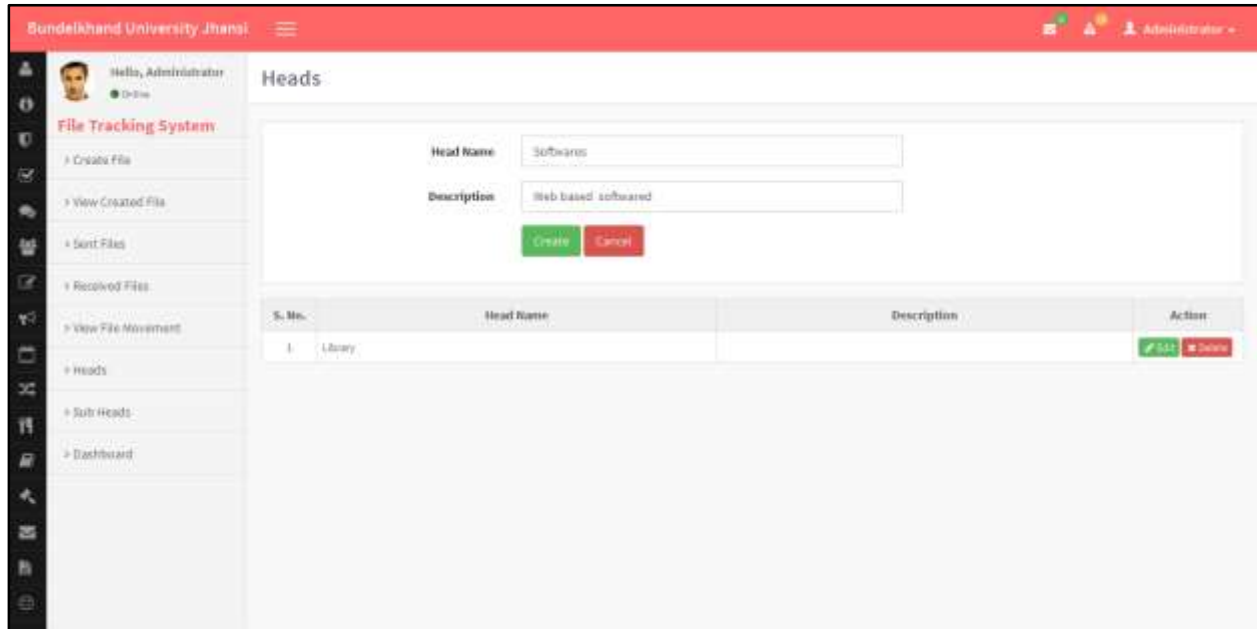 Bundelkhand University Jhansi
Administrator
Hello, Administrator
Online
File Tracking System
Create File
View Created File
Sent Files
Received Files
View File Movement
Heads
Sub Heads
Dashboard
Heads
Head Name Softwares
Description Web based softwared
Create Cancel
S. No. Head Name Description Action
1 Library Edit Delete